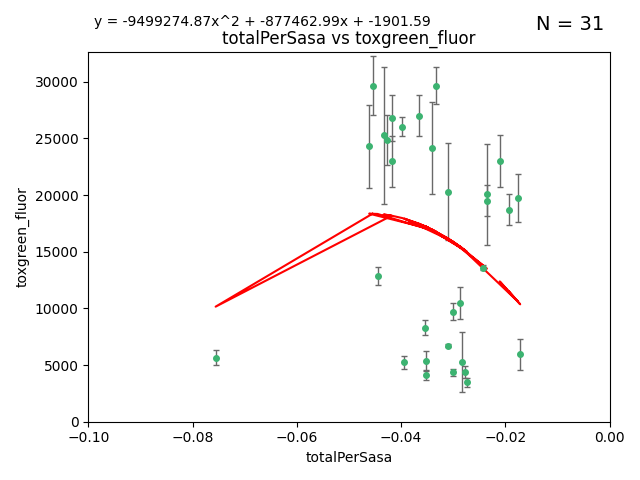 y = -9499274.87x^2 + -877462.99x + -1901.59
N = 31
totalPerSasa vs toxgreen_fluor
toxgreen_fluor
30000
25000
20000
15000
10000
5000
0
−0.10
−0.08
−0.06
−0.04
−0.02
0.00
totalPerSasa